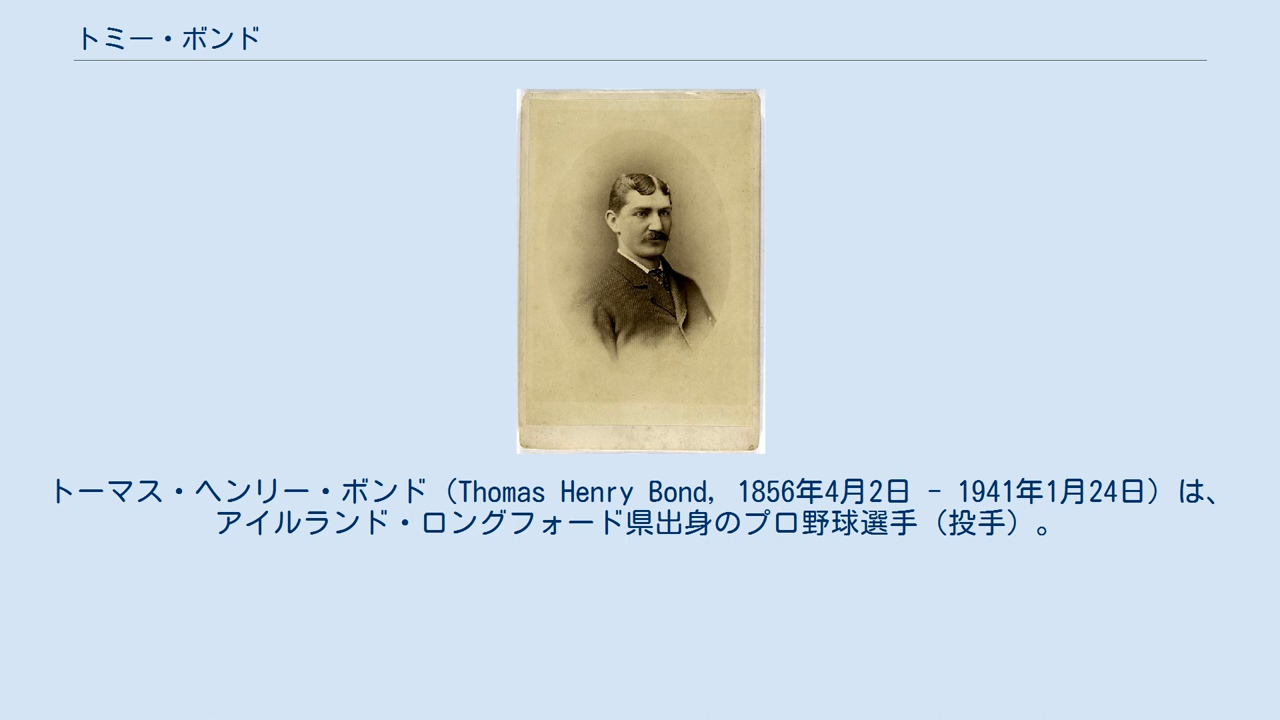 トミー・ボンド
トーマス・ヘンリー・ボンド（Thomas Henry Bond, 1856年4月2日 - 1941年1月24日）は、
アイルランド・ロングフォード県出身のプロ野球選手（投手）。